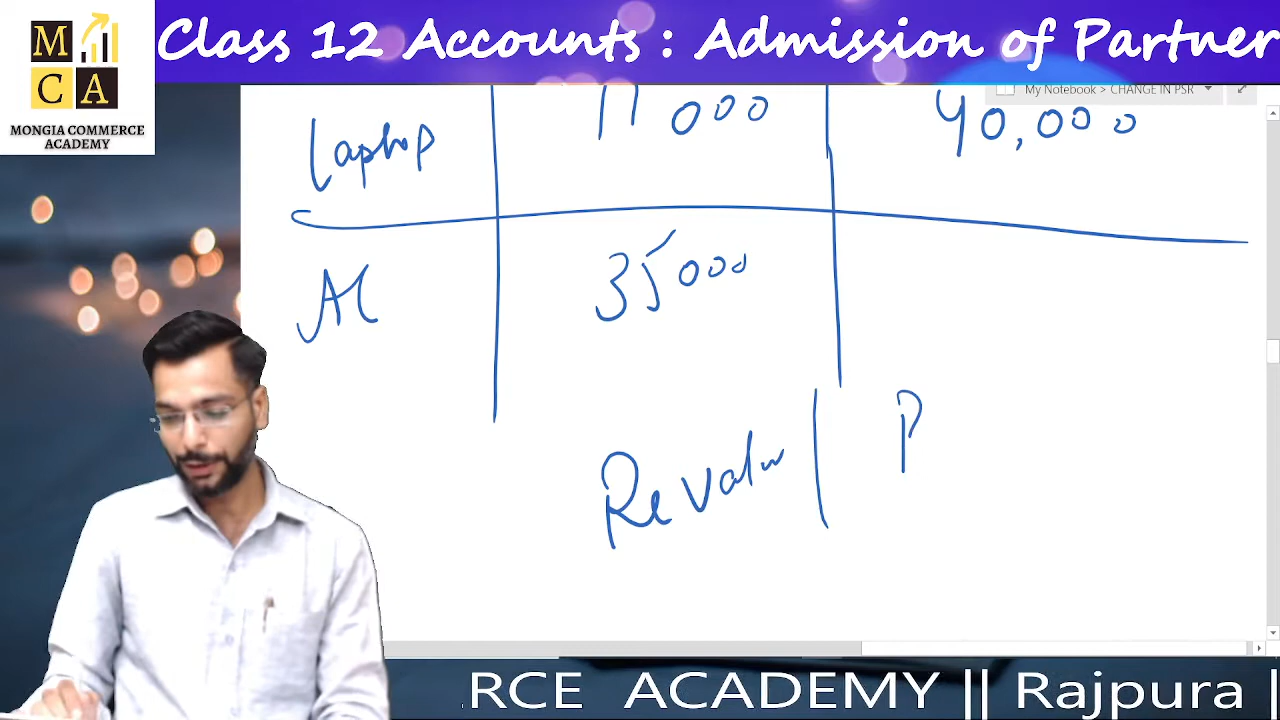 M
C A
MONGIA COMMERCE
ACADEMY
Class 12 Accounts : Admission of Partner
My Notebook > CHANGE IN PSR
Laptop 000 40,000
AC 35000
Revalu P
RCE ACADEMY || Rajpura |